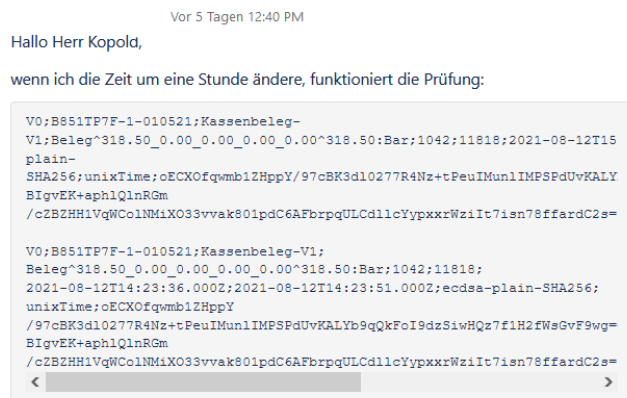 Vor 5 Tagen 12:40 PM
Hallo Herr Kopold,
wenn ich die Zeit um eine Stunde ändere, funktioniert die Prüfung:
V0;B851TP7F-1-010521;Kassenbeleg-
V1;Beleg^318.50_0.00_0.00_0.00_0.00^318.50:Bar;1042;11818;2021-08-12T15
plain-
SHA256;unixTime;oECXOfqwmb1ZHppY/97cBK3dl0277R4Nz+tPeuIMunlIMPSPdUvKALY
BIgvEK+aphlQlnRGm
/cZBZHH1VqWColNMiXO33vvak801pdC6AFbrpqULCdllcYypxxrWziIt7isn78ffardC2s=
V0;B851TP7F-1-010521;Kassenbeleg-V1;
Beleg^318.50_0.00_0.00_0.00_0.00^318.50:Bar;1042;11818;
2021-08-12T14:23:36.000Z;2021-08-12T14:23:51.000Z;ecdsa-plain-SHA256;
unixTime;oECXOfqwmb1ZHppY
/97cBK3dl0277R4Nz+tPeuIMunlIMPSPdUvKALYb9qQkFoI9dzSiwHQz7f1H2fWsGvF9wg=
BIgvEK+aphlQlnRGm
/cZBZHH1VqWColNMiXO33vvak801pdC6AFbrpqULCdllcYypxxrWziIt7isn78ffardC2s=